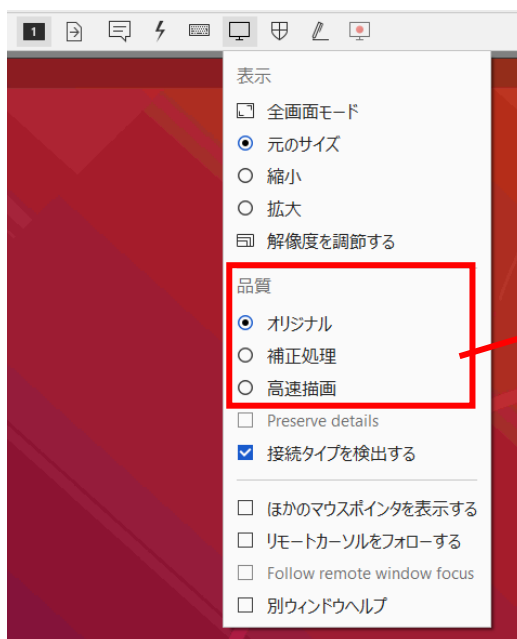 1
表示
全画面モード
元のサイズ
縮小
拡大
解像度を調節する
品質
オリジナル
補正処理
高速描画
Preserve details
接続タイプを検出する
ほかのマウスポインタを表示する
リモートカーソルをフォローする
Follow remote window focus
別ウィンドウヘルプ